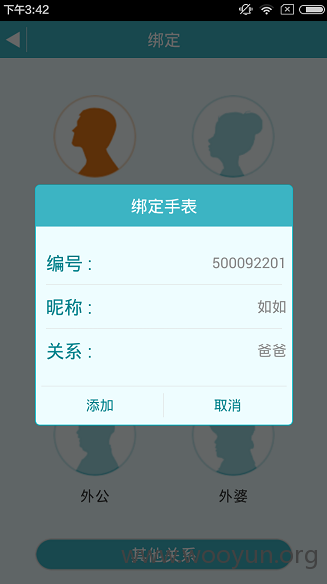 下午3:42
绑定
绑定手表
编号： 500092201
昵称： 如如
关系： 爸爸
添加 取消
外公 外婆
其他关系
www.wooyun.org